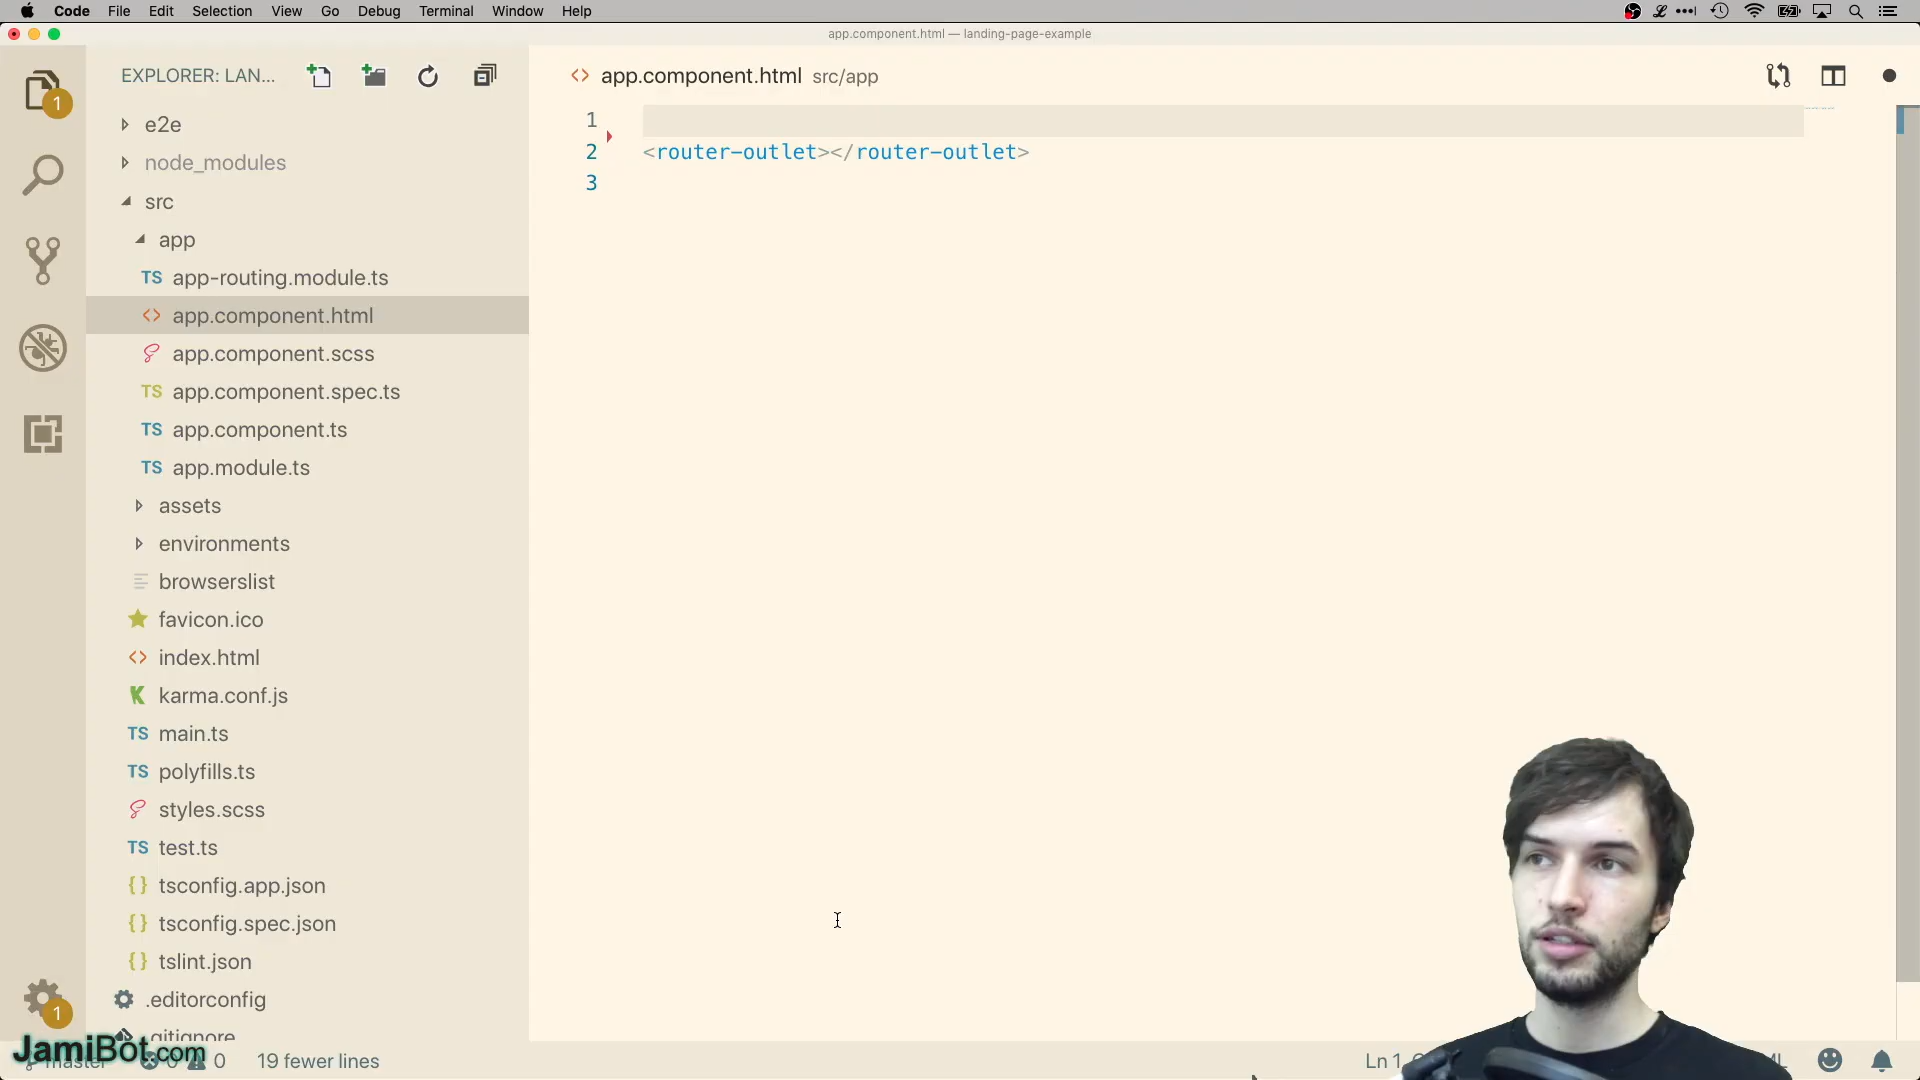 Code File Edit Selection View Go Debug Terminal Window Help
app.component.html — landing-page-example
EXPLORER: LAN...
app.component.html src/app
1
2 <router-outlet></router-outlet>
3
e2e
node_modules
src
app
TS app-routing.module.ts
<> app.component.html
app.component.scss
TS app.component.spec.ts
TS app.component.ts
TS app.module.ts
assets
environments
browserslist
favicon.ico
<> index.html
K karma.conf.js
TS main.ts
TS polyfills.ts
styles.scss
TS test.ts
{} tsconfig.app.json
{} tsconfig.spec.json
{} tslint.json
.editorconfig
.gitignore
1
1
JamiBot.com
master 0 0 19 fewer lines
Ln 1